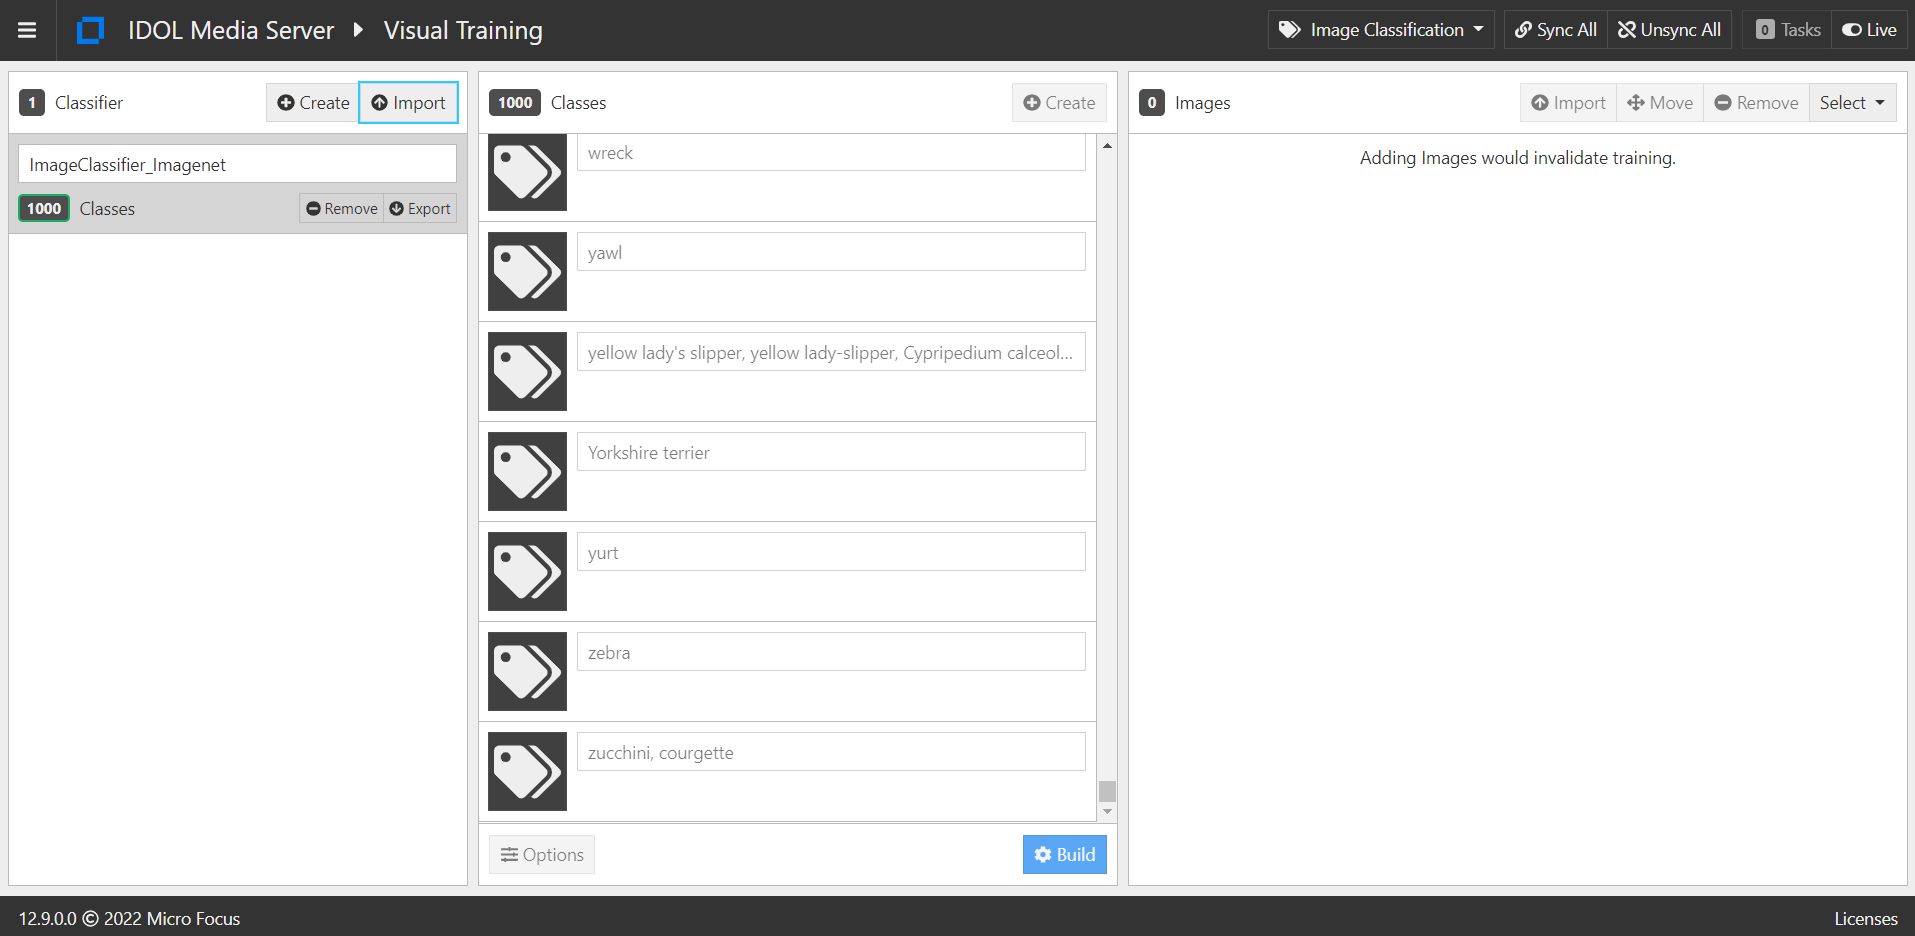 IDOL Media Server Visual Training
Image Classification
Sync All
Unsync All
0 Tasks
Live
1 Classifier
Create
Import
ImageClassifier_Imagenet
1000 Classes
Remove
Export
1000 Classes
Create
wreck
yawl
yellow lady's slipper, yellow lady-slipper, Cypripedium calceol...
Yorkshire terrier
yurt
zebra
zucchini, courgette
Options
Build
0 Images
Import
Move
Remove
Select
Adding Images would invalidate training.
12.9.0.0 © 2022 Micro Focus
Licenses